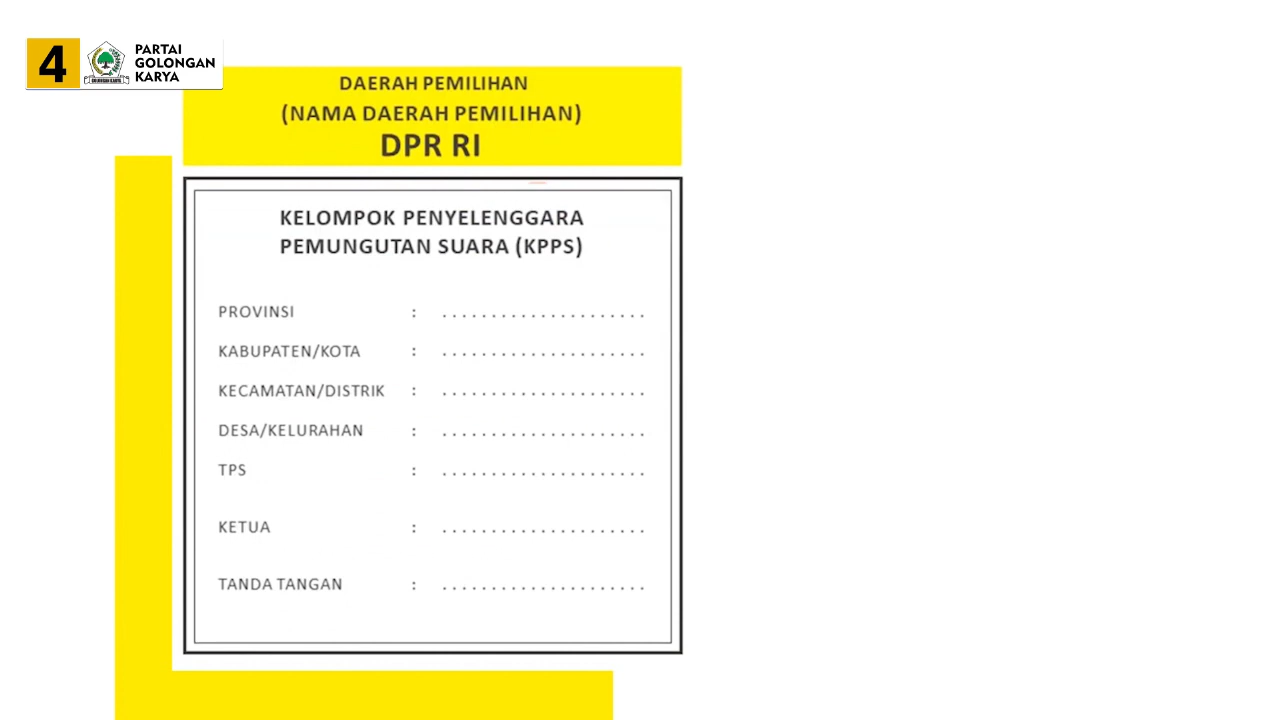 4
PARTAI
GOLONGAN
KARYA
DAERAH PEMILIHAN
(NAMA DAERAH PEMILIHAN)
DPR RI
KELOMPOK PENYELENGGARA
PEMUNGUTAN SUARA (KPPS)
PROVINSI : . . . . . . . . . . . . . . . . . . . . .
KABUPATEN/KOTA : . . . . . . . . . . . . . . . . . . . . .
KECAMATAN/DISTRIK : . . . . . . . . . . . . . . . . . . . . .
DESA/KELURAHAN : . . . . . . . . . . . . . . . . . . . . .
TPS : . . . . . . . . . . . . . . . . . . . . .
KETUA : . . . . . . . . . . . . . . . . . . . . .
TANDA TANGAN : . . . . . . . . . . . . . . . . . . . . .